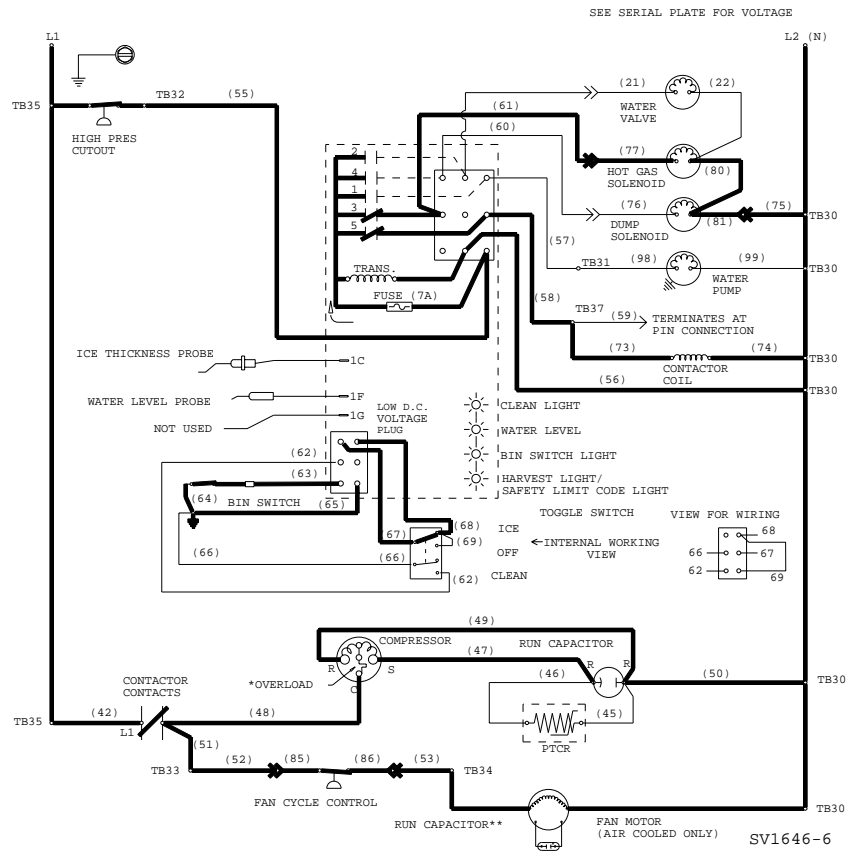 SEE SERIAL PLATE FOR VOLTAGE
L1
L2 (N)
TB35
TB32
(55)
HIGH PRES
CUTOUT
(21)
(22)
WATER
VALVE
(61)
(60)
(77)
(80)
HOT GAS
SOLENOID
(76)
(81)
(75)
DUMP
SOLENOID
TB30
2
4
1
3
5
(57)
TB31
(98)
(99)
TB30
WATER
PUMP
TRANS.
FUSE (7A)
(58)
TB37
(59)
TERMINATES AT
PIN CONNECTION
(73)
(74)
TB30
CONTACTOR
COIL
(56)
TB30
ICE THICKNESS PROBE
1C
WATER LEVEL PROBE
1F
NOT USED
1G
LOW D.C.
VOLTAGE
PLUG
CLEAN LIGHT
WATER LEVEL
BIN SWITCH LIGHT
HARVEST LIGHT/
SAFETY LIMIT CODE LIGHT
(62)
(63)
(64)
BIN SWITCH
(65)
(66)
(67)
(68)
(69)
(66)
(62)
TOGGLE SWITCH
ICE
OFF
CLEAN
INTERNAL WORKING
VIEW
VIEW FOR WIRING
68
66
67
62
69
(49)
COMPRESSOR
RUN CAPACITOR
(47)
R
S
C
R
R
*OVERLOAD
(46)
(45)
(50)
TB30
PTCR
CONTACTOR
CONTACTS
TB35
(42)
L1
(48)
(51)
TB33
(52)
(85)
(86)
(53)
TB34
FAN CYCLE CONTROL
RUN CAPACITOR**
FAN MOTOR
(AIR COOLED ONLY)
TB30
SV1646-6